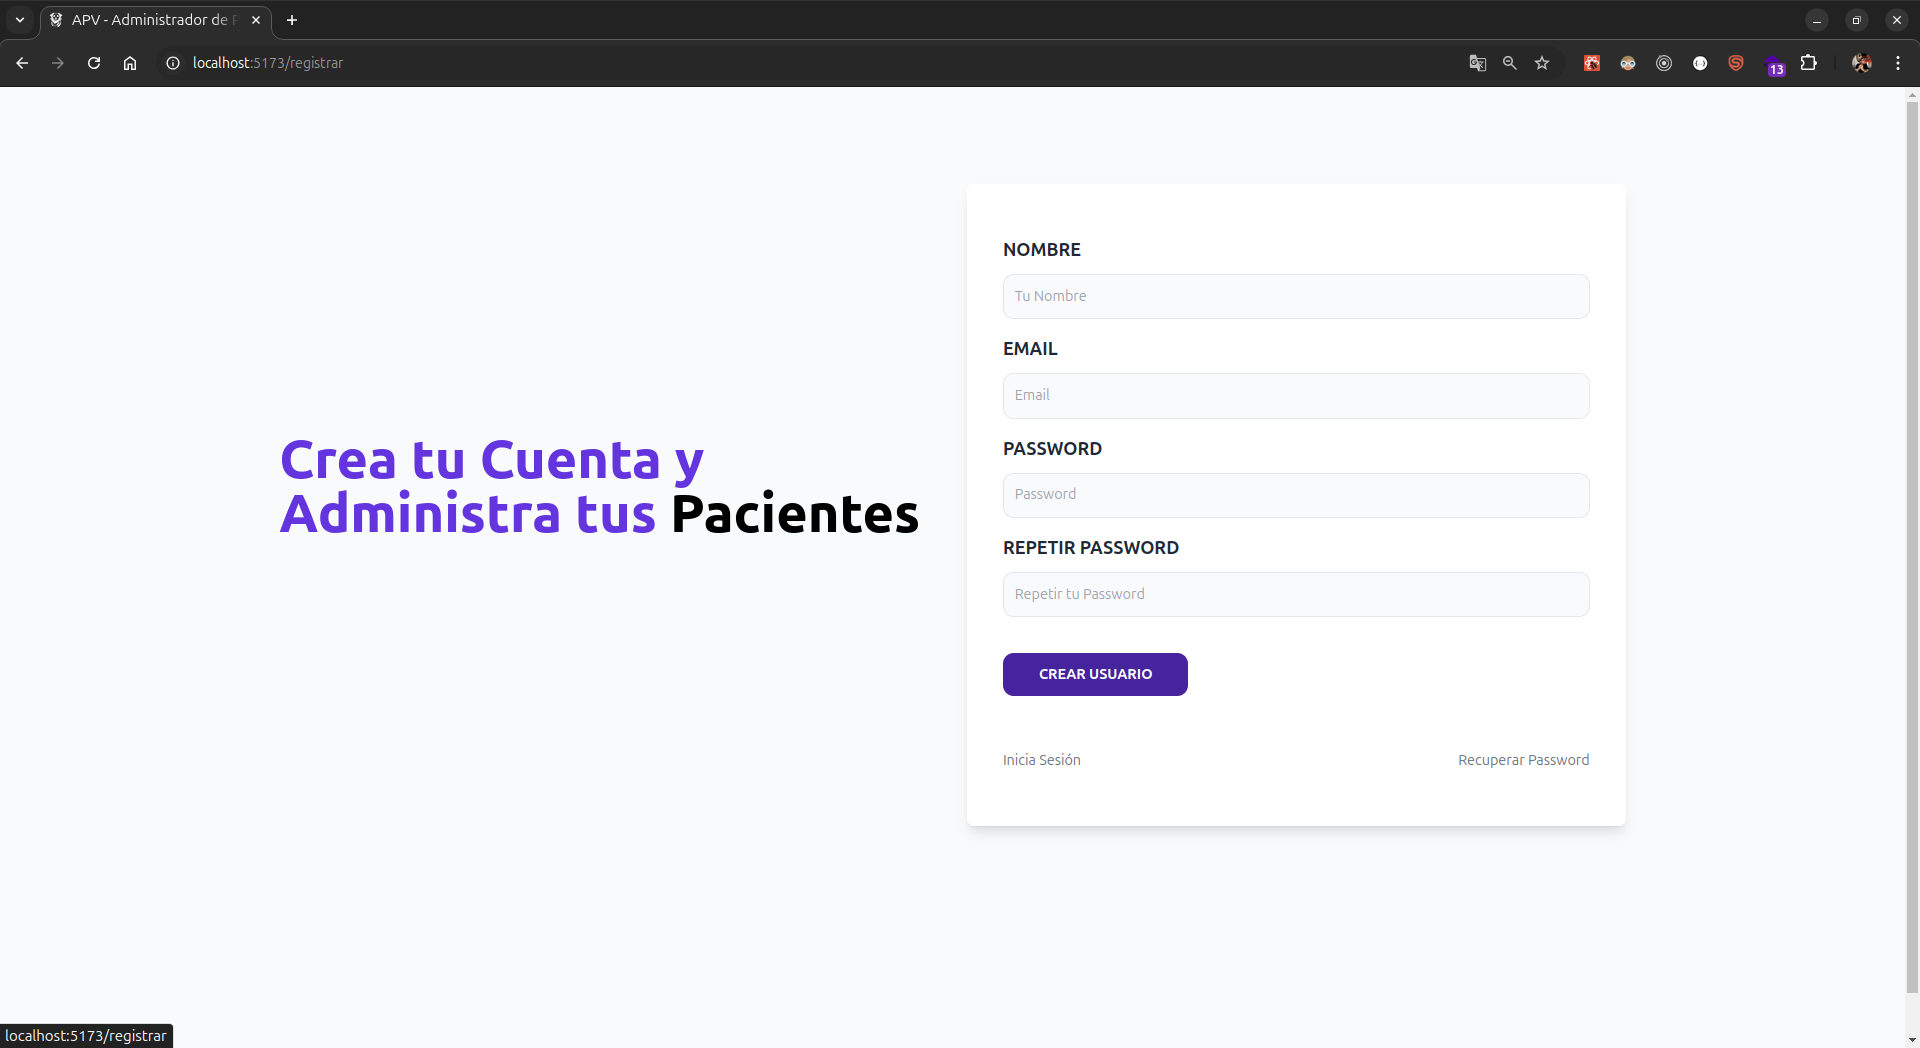 APV - Administrador de
localhost:5173/registrar
13
Crea tu Cuenta y
Administra tus Pacientes
NOMBRE
Tu Nombre
EMAIL
Email
PASSWORD
Password
REPETIR PASSWORD
Repetir tu Password
CREAR USUARIO
Inicia Sesión
Recuperar Password
localhost:5173/registrar